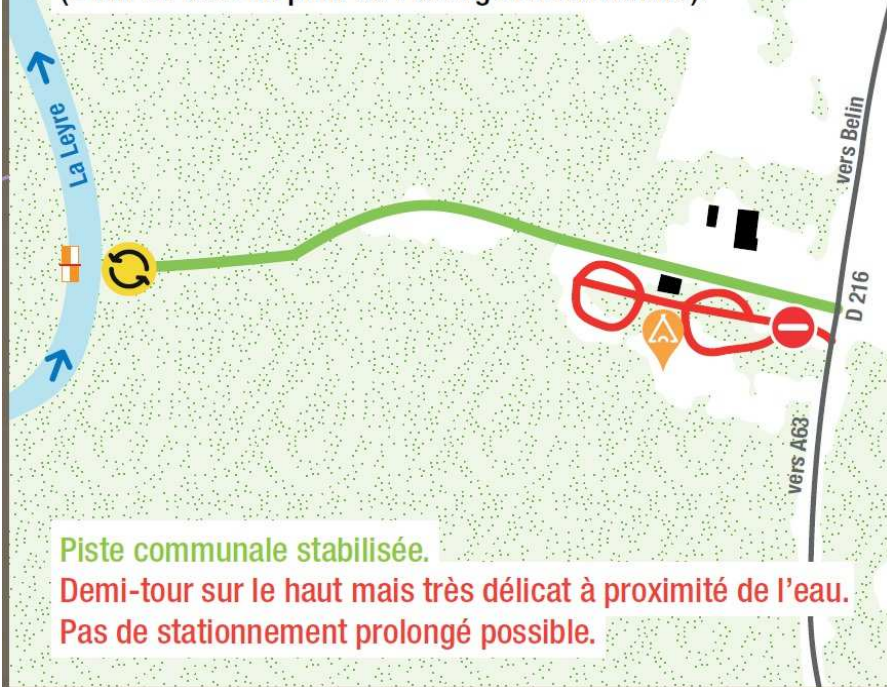 La Leyre
vers Belin
D 216
vers A63
Piste communale stabilisée.
Demi-tour sur le haut mais très délicat à proximité de l'eau.
Pas de stationnement prolongé possible.